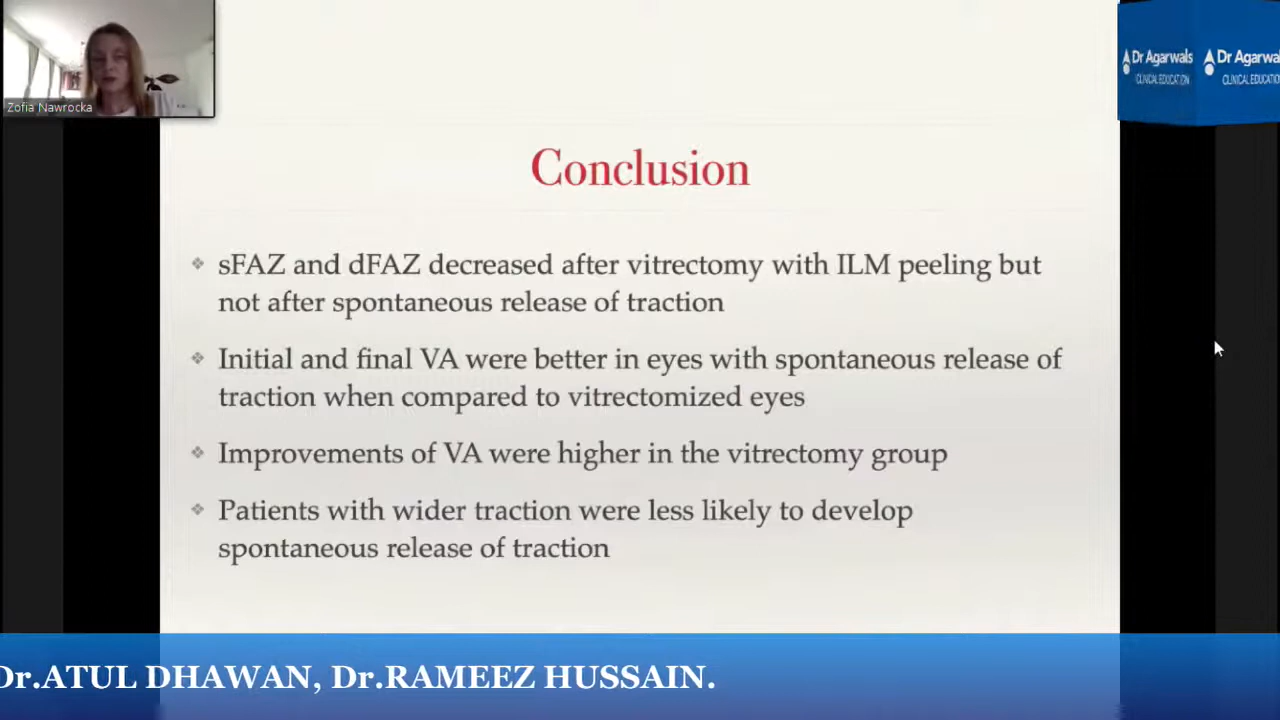 Zofia Nawrocka
Dr Agarwals
CLINICAL EDUCATION
Dr Agarwa
CLINICAL EDUCATIO
Conclusion
❖ sFAZ and dFAZ decreased after vitrectomy with ILM peeling but
not after spontaneous release of traction
❖ Initial and final VA were better in eyes with spontaneous release of
traction when compared to vitrectomized eyes
❖ Improvements of VA were higher in the vitrectomy group
❖ Patients with wider traction were less likely to develop
spontaneous release of traction
Dr.ATUL DHAWAN, Dr.RAMEEZ HUSSAIN.